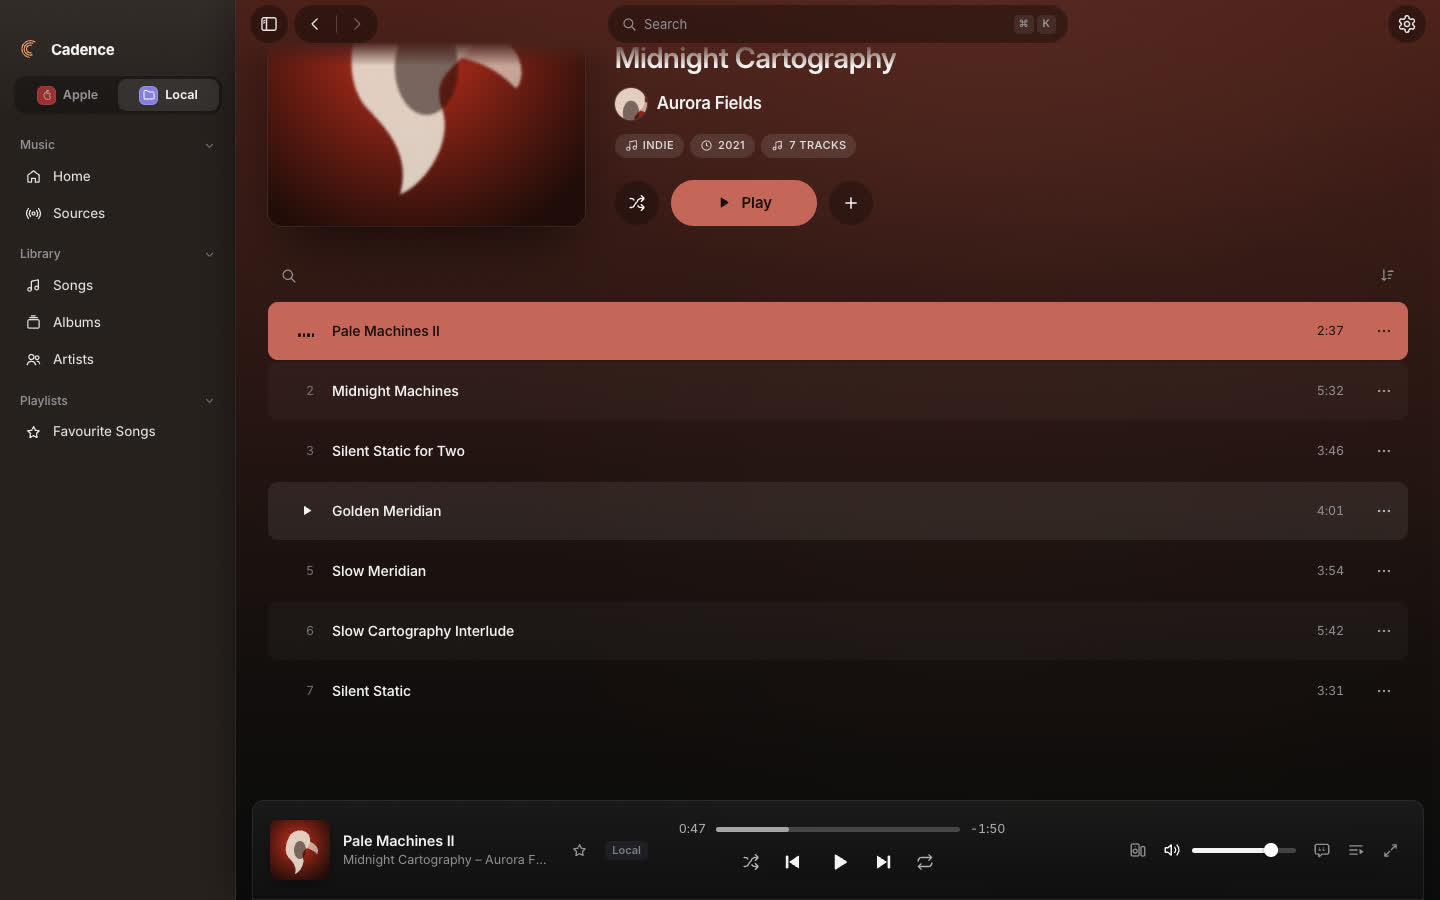 Cadence
Apple
Local
Music
Home
Sources
Library
Songs
Albums
Artists
Playlists
Favourite Songs
Search
⌘ K
Midnight Cartography
Aurora Fields
INDIE
2021
7 TRACKS
Play
Pale Machines II 2:37
2 Midnight Machines 5:32
3 Silent Static for Two 3:46
Golden Meridian 4:01
5 Slow Meridian 3:54
6 Slow Cartography Interlude 5:42
7 Silent Static 3:31
Pale Machines II
Midnight Cartography – Aurora F...
Local
0:47
-1:50